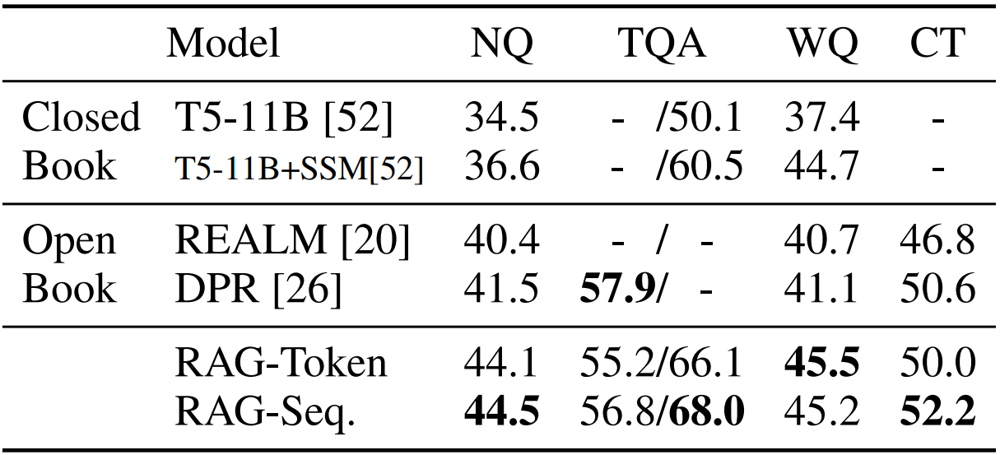 Model NQ TQA WQ CT
Closed T5-11B [52] 34.5 - /50.1 37.4 -
Book T5-11B+SSM[52] 36.6 - /60.5 44.7 -
Open REALM [20] 40.4 - / - 40.7 46.8
Book DPR [26] 41.5 57.9/ - 41.1 50.6
RAG-Token 44.1 55.2/66.1 45.5 50.0
RAG-Seq. 44.5 56.8/68.0 45.2 52.2